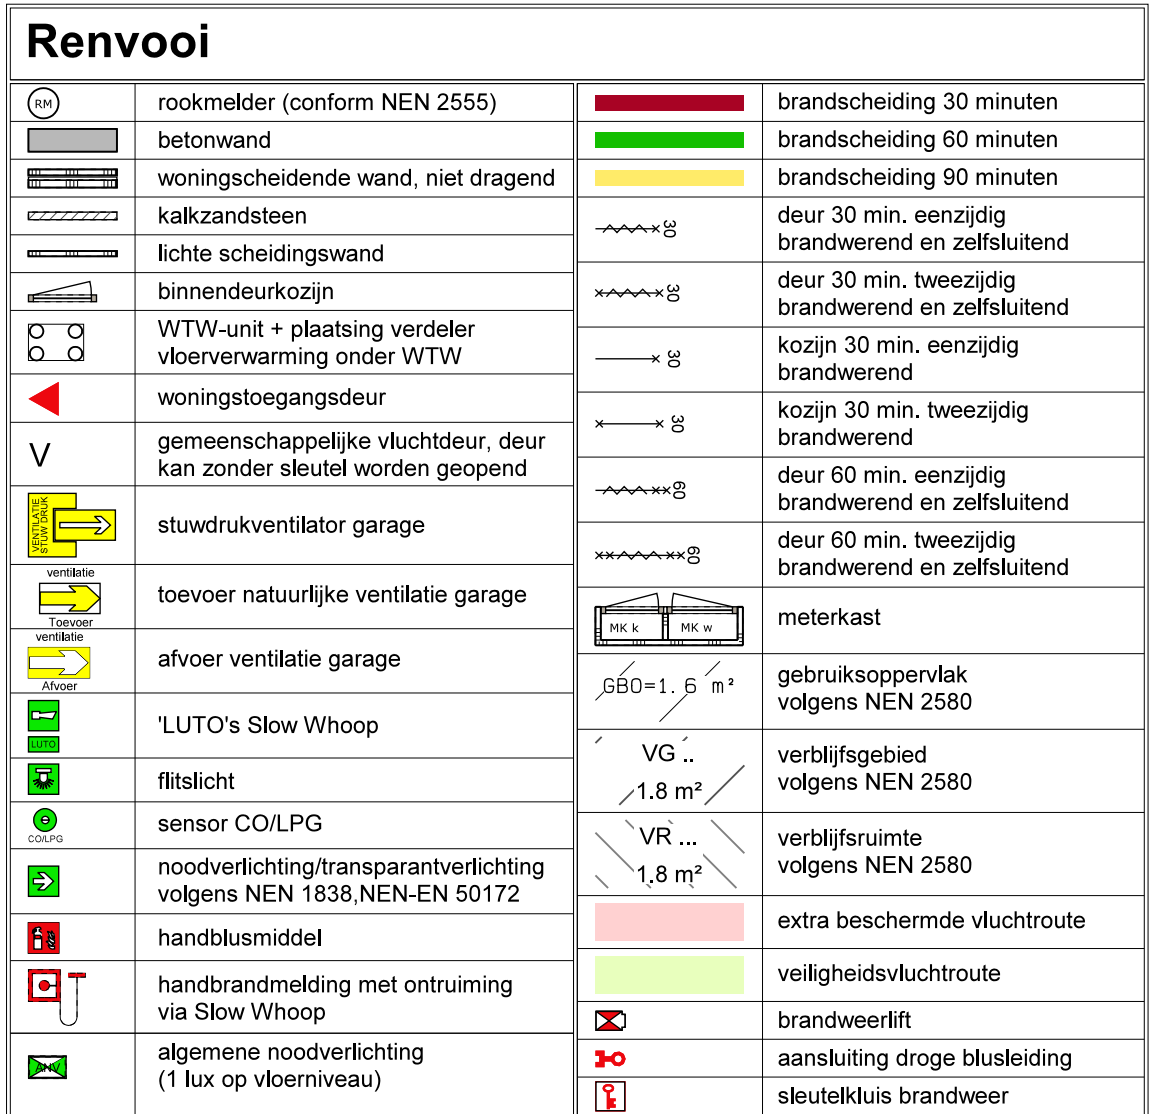 Renvooi
RM
rookmelder (conform NEN 2555)
betonwand
woningscheidende wand, niet dragend
kalkzandsteen
lichte scheidingswand
binnendeurkozijn
WTW-unit + plaatsing verdeler
vloerverwarming onder WTW
woningstoegangsdeur
V
gemeenschappelijke vluchtdeur, deur
kan zonder sleutel worden geopend
VENTILATIE
STUW DRUK
stuwdrukventilator garage
ventilatie
Toevoer
toevoer natuurlijke ventilatie garage
ventilatie
Afvoer
afvoer ventilatie garage
LUTO
'LUTO's Slow Whoop
flitslicht
CO/LPG
sensor CO/LPG
noodverlichting/transparantverlichting
volgens NEN 1838,NEN-EN 50172
handblusmiddel
handbrandmelding met ontruiming
via Slow Whoop
ANV
algemene noodverlichting
(1 lux op vloerniveau)
brandscheiding 30 minuten
brandscheiding 60 minuten
brandscheiding 90 minuten
30
deur 30 min. eenzijdig
brandwerend en zelfsluitend
30
deur 30 min. tweezijdig
brandwerend en zelfsluitend
30
kozijn 30 min. eenzijdig
brandwerend
30
kozijn 30 min. tweezijdig
brandwerend
60
deur 60 min. eenzijdig
brandwerend en zelfsluitend
60
deur 60 min. tweezijdig
brandwerend en zelfsluitend
MK k
MK w
meterkast
GBO=1.6 m²
gebruiksoppervlak
volgens NEN 2580
VG ..
1.8 m²
verblijfsgebied
volgens NEN 2580
VR ...
1.8 m²
verblijfsruimte
volgens NEN 2580
extra beschermde vluchtroute
veiligheidsvluchtroute
brandweerlift
aansluiting droge blusleiding
sleutelkluis brandweer